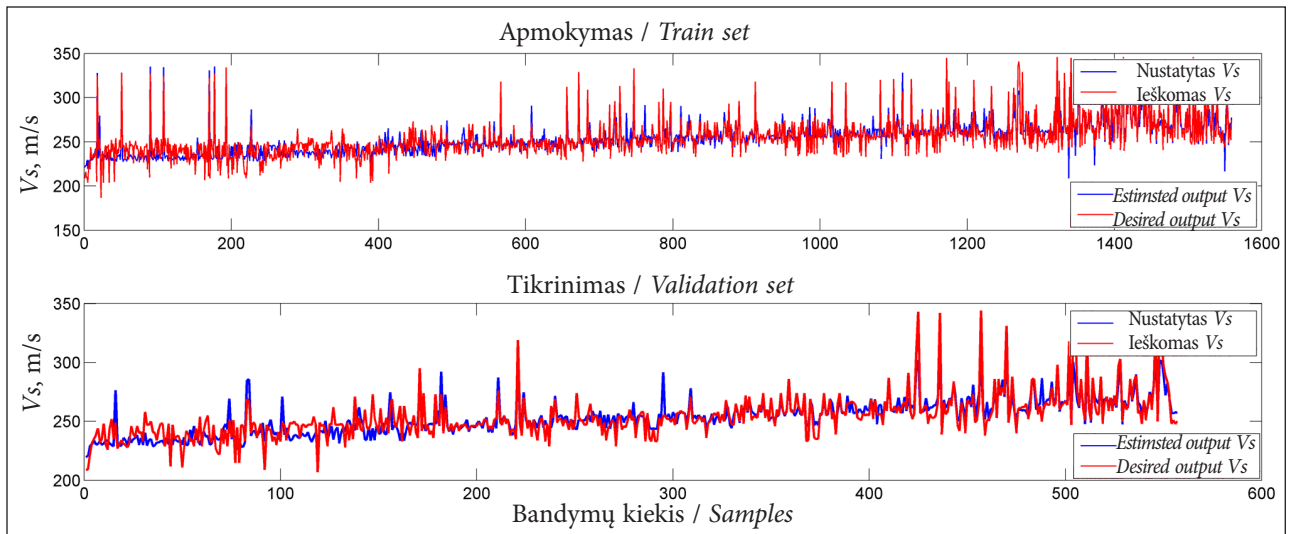 Apmokymas / Train set
350
300
250
200
150
Vs, m/s
Nustatytas Vs
Ieškomas Vs
Estimsted output Vs
Desired output Vs
0 200 400 600 800 1000 1200 1400 1600
Tikrinimas / Validation set
350
300
250
200
Vs, m/s
Nustatytas Vs
Ieškomas Vs
Estimsted output Vs
Desired output Vs
0 100 200 300 400 500 600
Bandymų kiekis / Samples